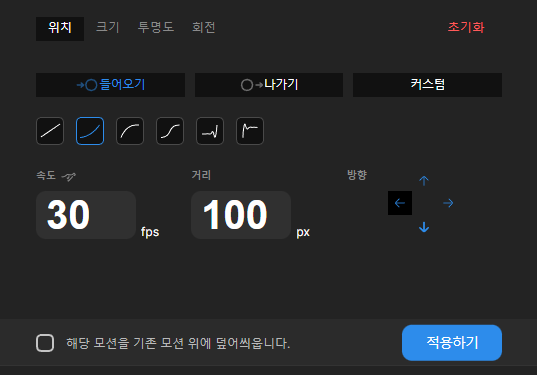 위치 크기 투명도 회전 초기화
들어오기 나가기 커스텀
속도 거리 방향
30 fps 100 px
해당 모션을 기존 모션 위에 덮어씌웁니다. 적용하기